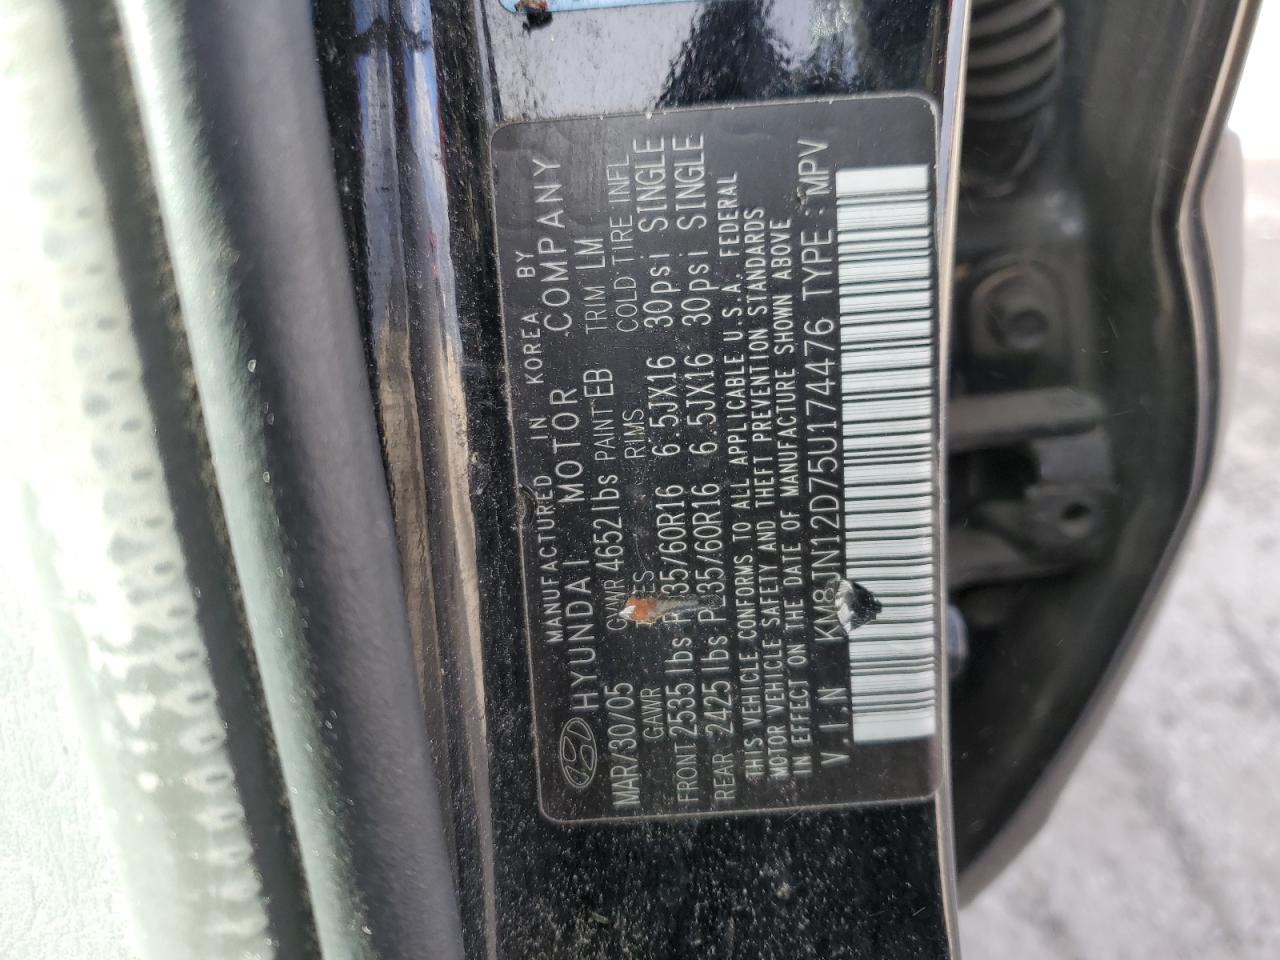 MANUFACTURED IN KOREA BY
HYUNDAI MOTOR COMPANY
MAR/30/05 GVWR 4652 lbs PAINT EB TRIM LM
GAWR RIMS COLD TIRE INFL
FRONT 2535 lbs 35/60R16 6.5JX16 30psi SINGLE
REAR 2425 lbs 35/60R16 6.5JX16 30psi SINGLE
THIS VEHICLE CONFORMS TO ALL APPLICABLE U.S.A. FEDERAL
MOTOR VEHICLE SAFETY AND THEFT PREVENTION STANDARDS
IN EFFECT ON THE DATE OF MANUFACTURE SHOWN ABOVE
V.I.N KM8JN12D75U174476 TYPE : MPV